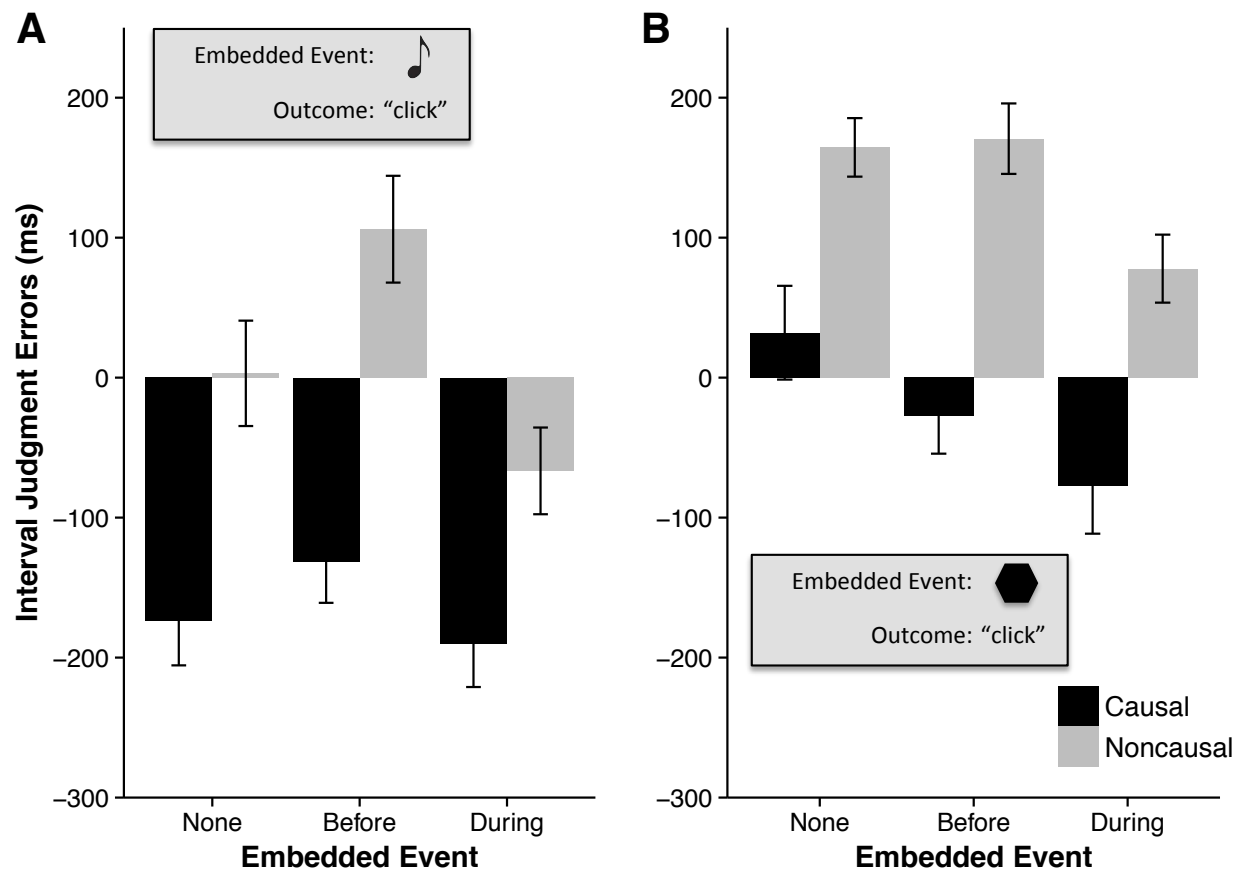 A
Embedded Event:
Outcome: “click”
Interval Judgment Errors (ms)
200
100
0
−100
−200
−300
None Before During
Embedded Event
B
200
100
0
−100
−200
−300
Embedded Event:
Outcome: “click”
Causal
Noncausal
None Before During
Embedded Event